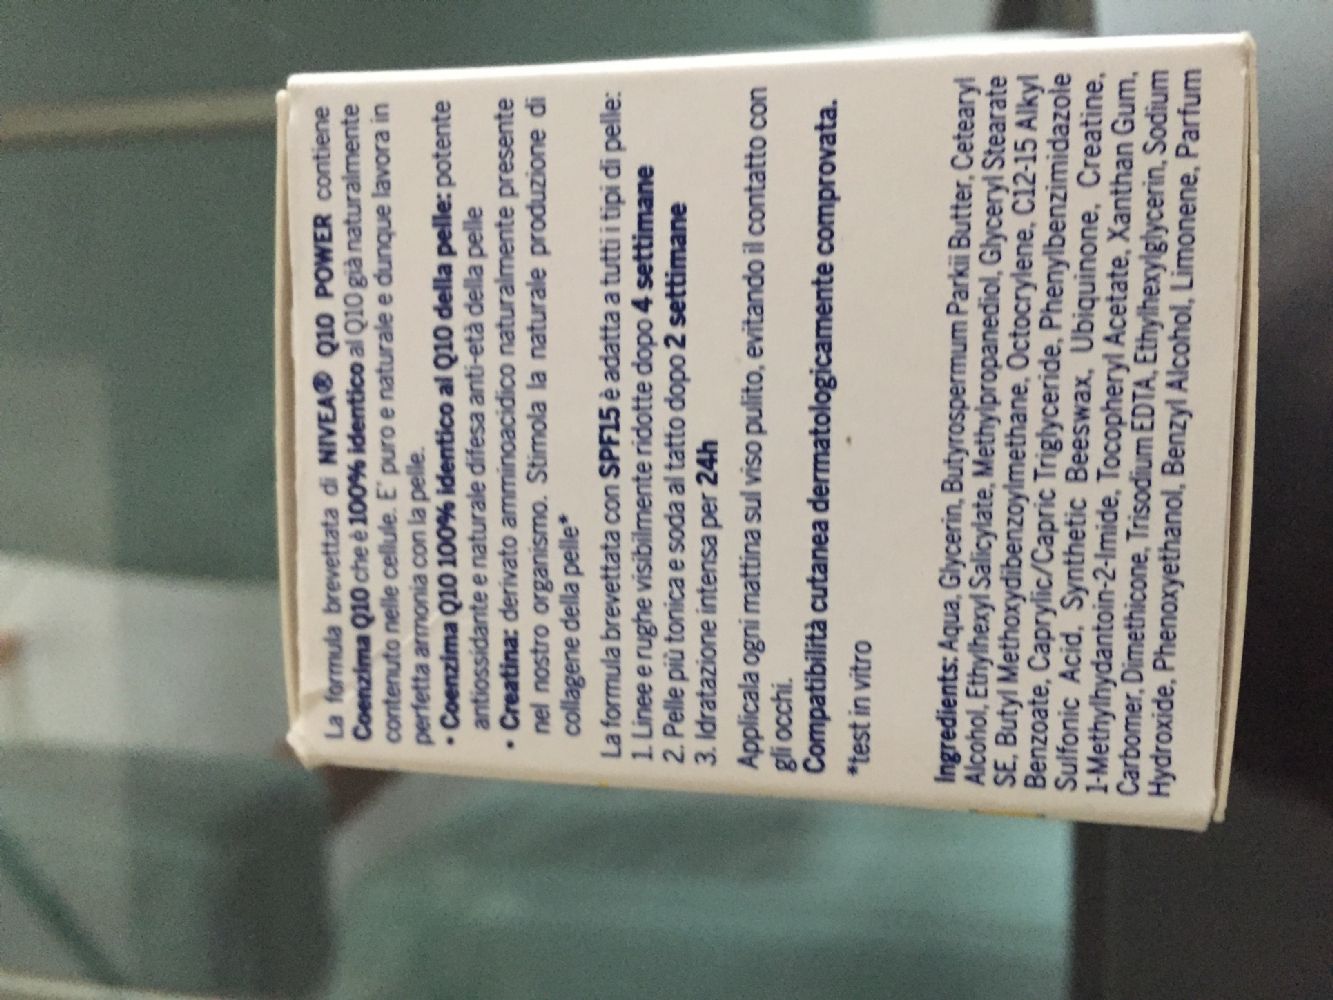 La formula brevettata di NIVEA® Q10 POWER contiene
Coenzima Q10 che è 100% identico al Q10 già naturalmente
contenuto nelle cellule. E' puro e naturale e dunque lavora in
perfetta armonia con la pelle.
• Coenzima Q10 100% identico al Q10 della pelle: potente
antiossidante e naturale difesa anti-età della pelle
• Creatina: derivato amminoacidico naturalmente presente
nel nostro organismo. Stimola la naturale produzione di
collagene della pelle*
La formula brevettata con SPF15 è adatta a tutti i tipi di pelle:
1. Linee e rughe visibilmente ridotte dopo 4 settimane
2. Pelle più tonica e soda al tatto dopo 2 settimane
3. Idratazione intensa per 24h
Applicala ogni mattina sul viso pulito, evitando il contatto con
gli occhi.
Compatibilità cutanea dermatologicamente comprovata.
*test in vitro
Ingredients: Aqua, Glycerin, Butyrospermum Parkii Butter, Cetearyl
Alcohol, Ethylhexyl Salicylate, Methylpropanediol, Glyceryl Stearate
SE, Butyl Methoxydibenzoylmethane, Octocrylene, C12-15 Alkyl
Benzoate, Caprylic/Capric Triglyceride, Phenylbenzimidazole
Sulfonic Acid, Synthetic Beeswax, Ubiquinone, Creatine,
1-Methylhydantoin-2-Imide, Tocopheryl Acetate, Xanthan Gum,
Carbomer, Dimethicone, Trisodium EDTA, Ethylhexylglycerin, Sodium
Hydroxide, Phenoxyethanol, Benzyl Alcohol, Limonene, Parfum